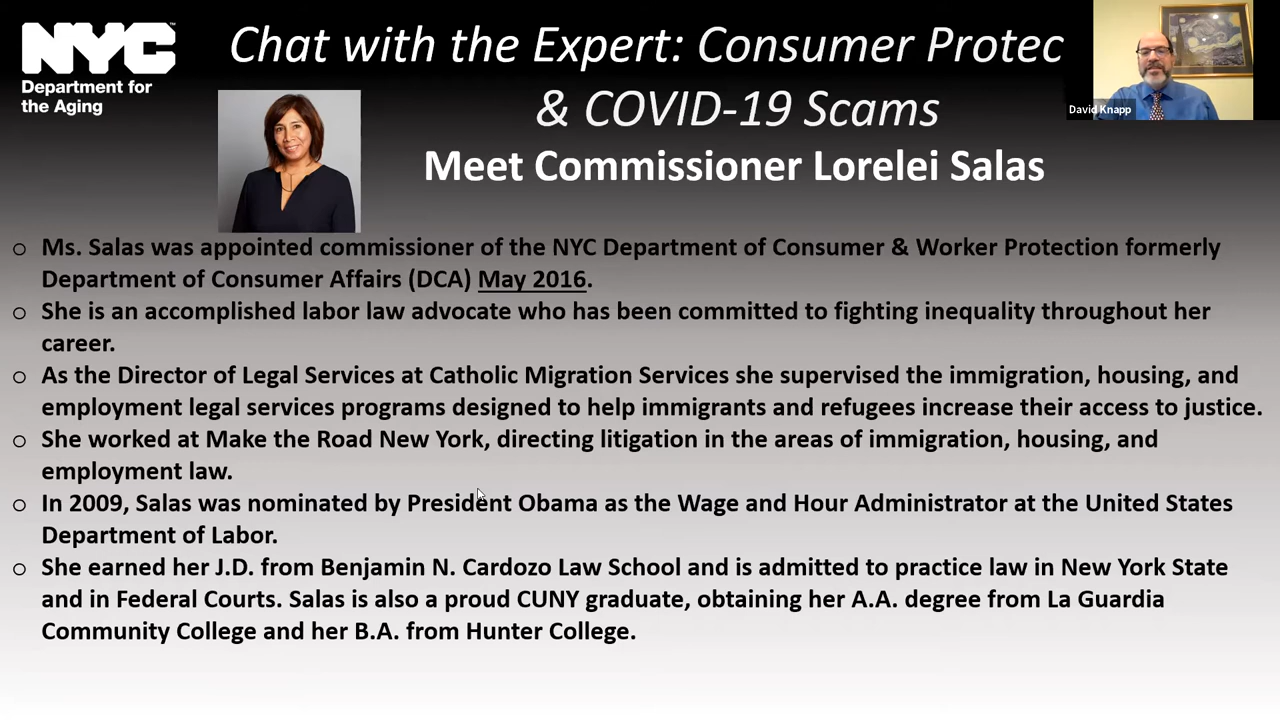 NYC
Department for
the Aging
Chat with the Expert: Consumer Protec
& COVID-19 Scams
Meet Commissioner Lorelei Salas
David Knapp
o Ms. Salas was appointed commissioner of the NYC Department of Consumer & Worker Protection formerly
Department of Consumer Affairs (DCA) May 2016.
o She is an accomplished labor law advocate who has been committed to fighting inequality throughout her
career.
o As the Director of Legal Services at Catholic Migration Services she supervised the immigration, housing, and
employment legal services programs designed to help immigrants and refugees increase their access to justice.
o She worked at Make the Road New York, directing litigation in the areas of immigration, housing, and
employment law.
o In 2009, Salas was nominated by President Obama as the Wage and Hour Administrator at the United States
Department of Labor.
o She earned her J.D. from Benjamin N. Cardozo Law School and is admitted to practice law in New York State
and in Federal Courts. Salas is also a proud CUNY graduate, obtaining her A.A. degree from La Guardia
Community College and her B.A. from Hunter College.